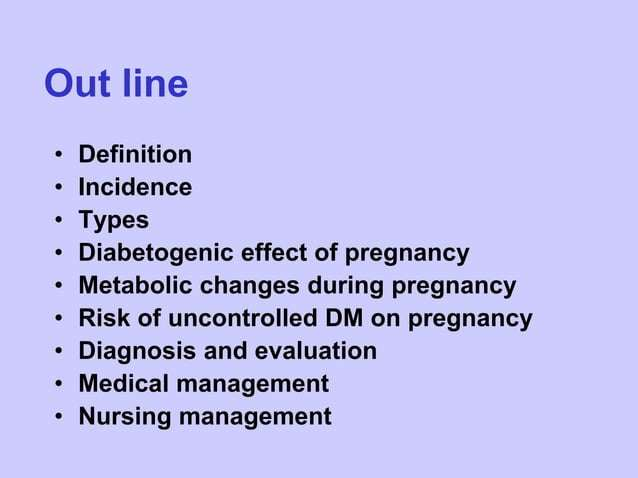 Out line
• Definition
• Incidence
• Types
• Diabetogenic effect of pregnancy
• Metabolic changes during pregnancy
• Risk of uncontrolled DM on pregnancy
• Diagnosis and evaluation
• Medical management
• Nursing management